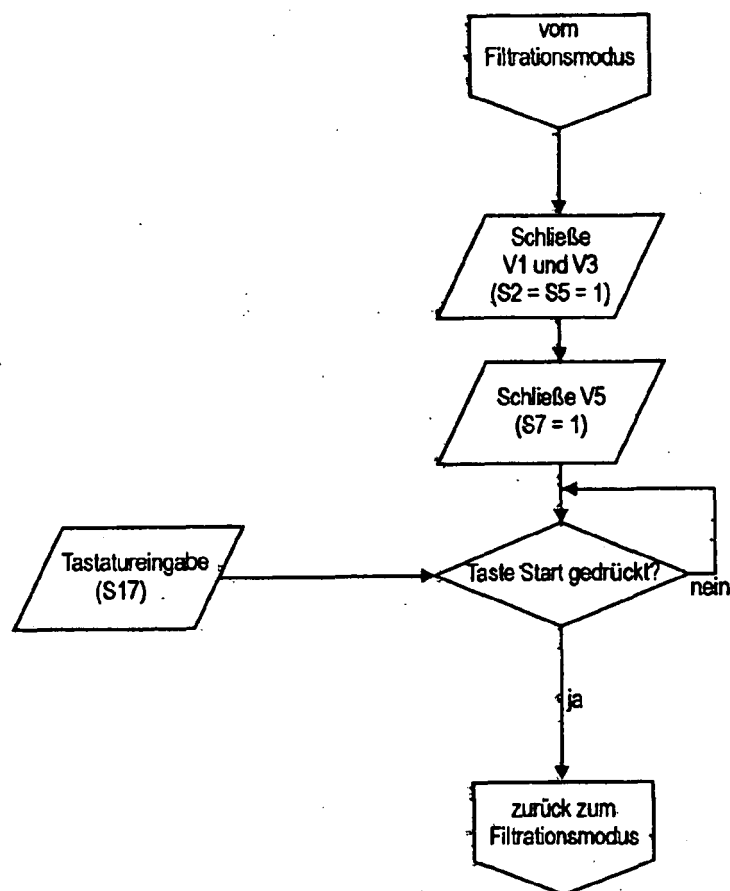 vom
Filtrationsmodus
Schließe
V1 und V3
(S2 = S5 = 1)
Schließe V5
(S7 = 1)
Tastatureingabe
(S17)
Taste Start gedrückt?
nein
ja
zurück zum
Filtrationsmodus